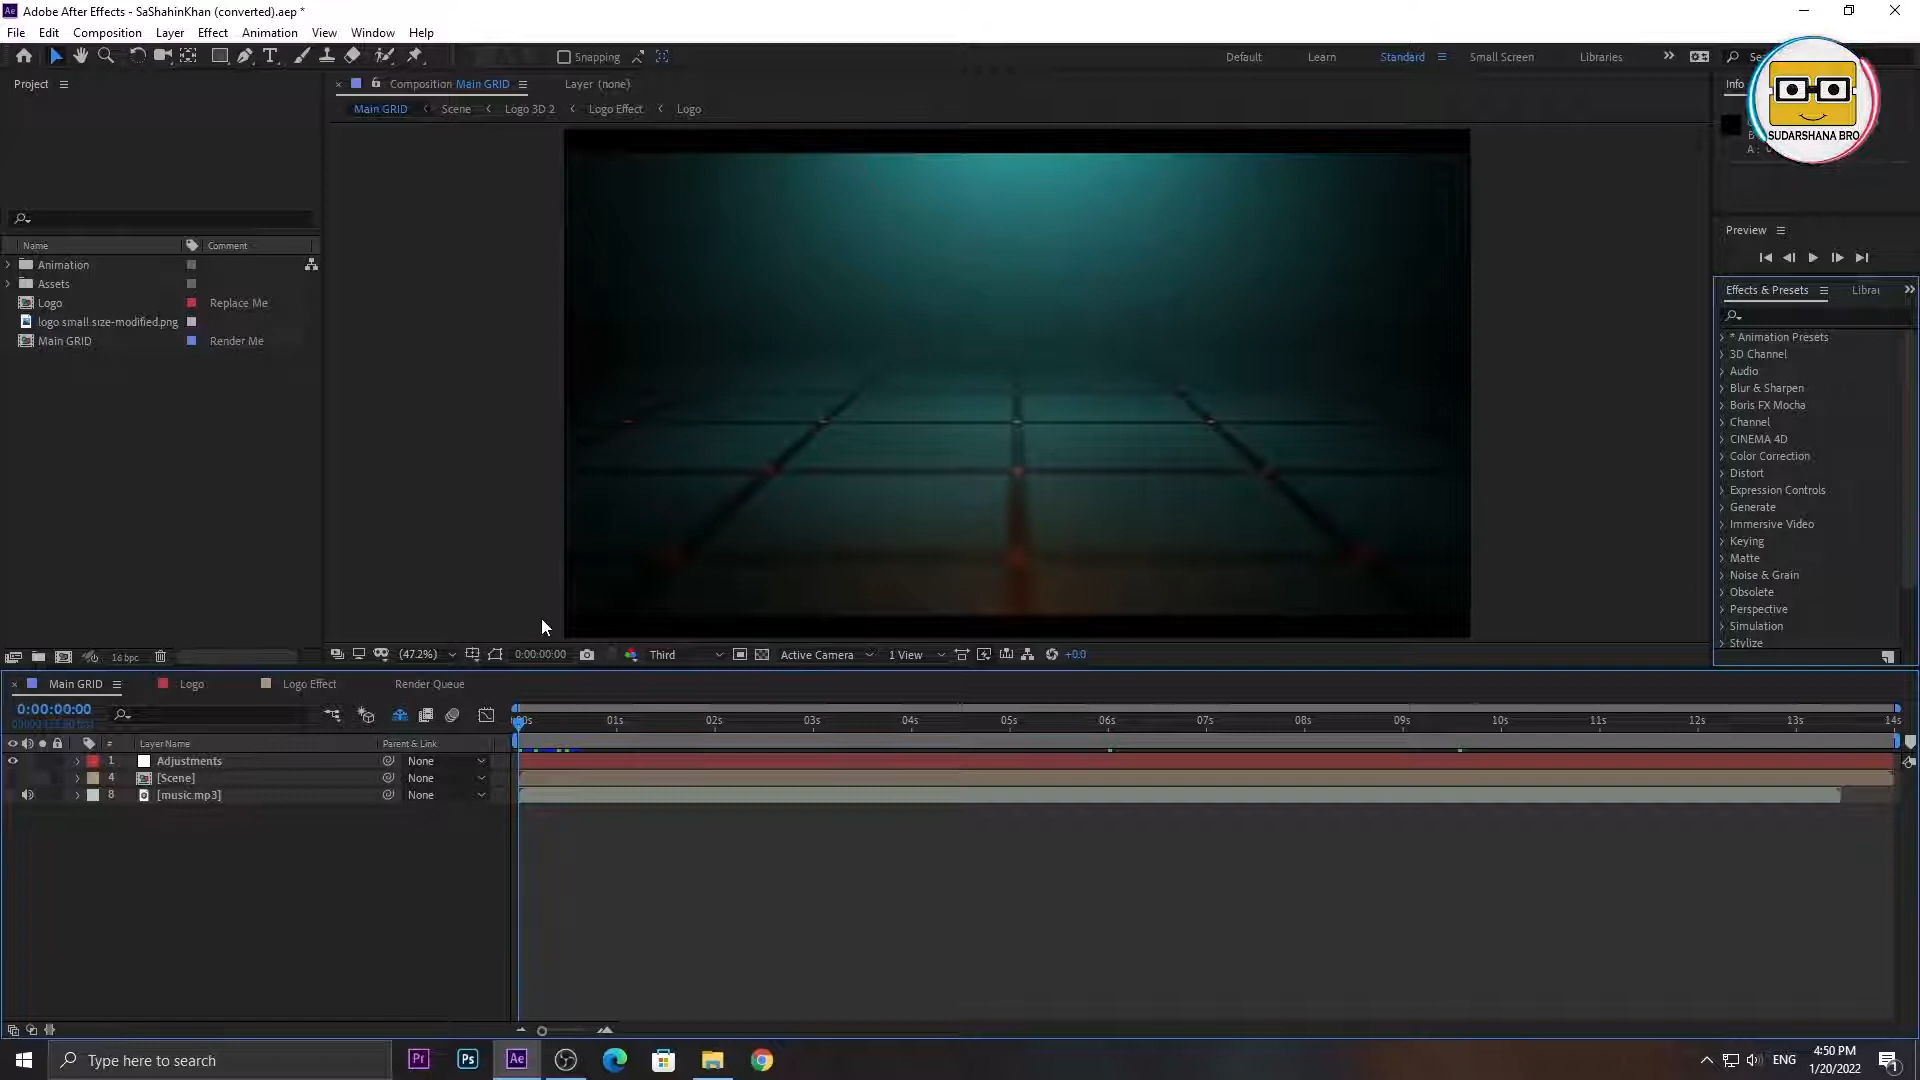 Adobe After Effects - SaShahinKhan (converted).aep *
File Edit Composition Layer Effect Animation View Window Help
Snapping
Default Learn Standard Small Screen Libraries
Project
Composition Main GRID
Layer (none)
Info
Main GRID Scene Logo 3D 2 Logo Effect Logo
SUDARSHANA BRO
A:
Preview
Name Comment
Animation
Assets
Logo Replace Me
logo small size-modified.png
Main GRID Render Me
Effects & Presets
* Animation Presets
3D Channel
Audio
Blur & Sharpen
Boris FX Mocha
Channel
CINEMA 4D
Color Correction
Distort
Expression Controls
Generate
Immersive Video
Keying
Matte
Noise & Grain
Obsolete
Perspective
Simulation
Stylize
16 bpc
(47.2%) 0:00:00:00 Third Active Camera 1 View +0.0
Main GRID Logo Logo Effect Render Queue
0:00:00:00
01s 02s 03s 04s 05s 06s 07s 08s 09s 10s 11s 12s 13s 14s
# Layer Name Parent & Link
1 Adjustments None
4 [Scene] None
8 [music.mp3] None
Type here to search
Pr Ps Ae
ENG
4:50 PM
1/20/2022
1